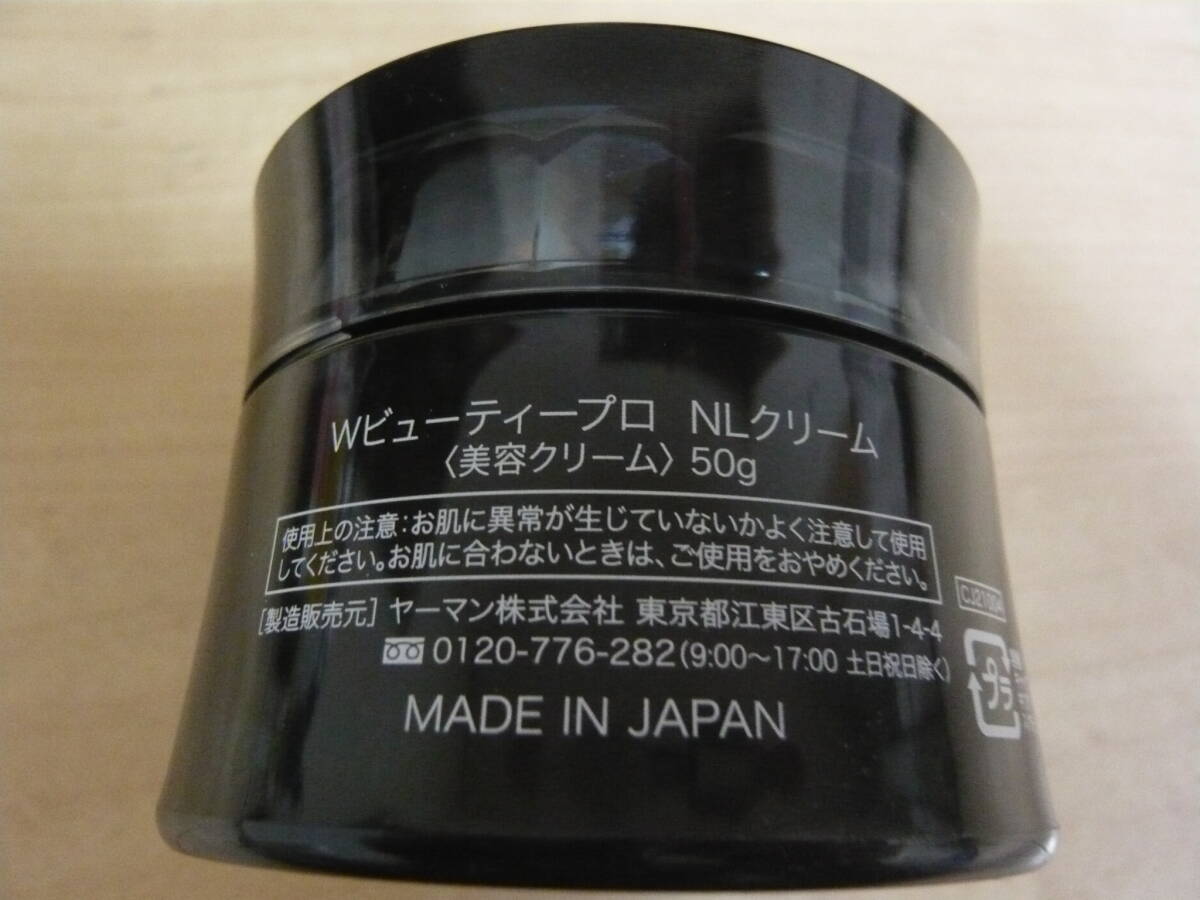 Wビューティープロ NLクリーム
〈美容クリーム〉50g
使用上の注意:お肌に異常が生じていないかよく注意して使用
してください。お肌に合わないときは、ご使用をおやめください。
CJ21004
[製造販売元] ヤーマン株式会社 東京都江東区古石場1-4-4
0120-776-282(9:00〜17:00 土日祝日除く)
プラ
MADE IN JAPAN